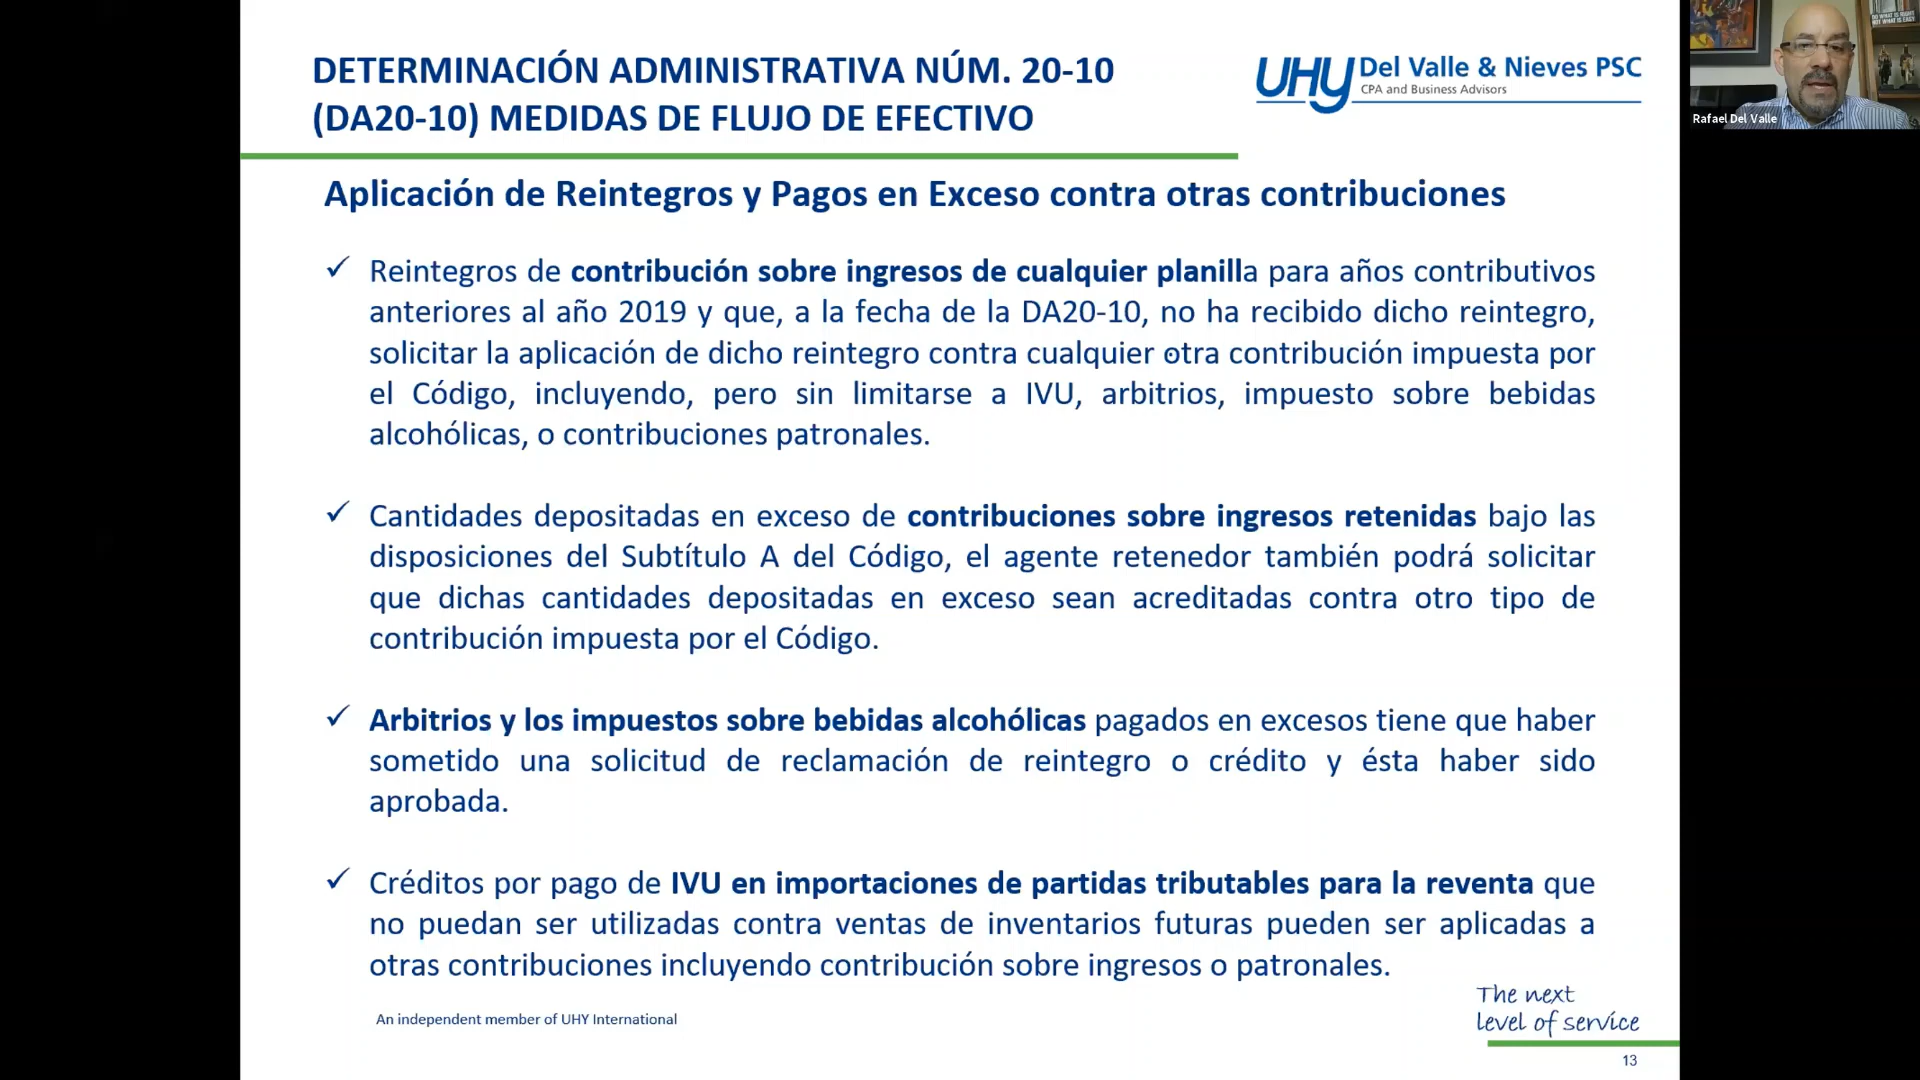 DETERMINACIÓN ADMINISTRATIVA NÚM. 20-10
(DA20-10) MEDIDAS DE FLUJO DE EFECTIVO
UHY Del Valle & Nieves PSC
CPA and Business Advisors
DO WHAT IS RIGHT
NOT WHAT IS EASY
Rafael Del Valle
Aplicación de Reintegros y Pagos en Exceso contra otras contribuciones
✓ Reintegros de contribución sobre ingresos de cualquier planilla para años contributivos
anteriores al año 2019 y que, a la fecha de la DA20-10, no ha recibido dicho reintegro,
solicitar la aplicación de dicho reintegro contra cualquier otra contribución impuesta por
el Código, incluyendo, pero sin limitarse a IVU, arbitrios, impuesto sobre bebidas
alcohólicas, o contribuciones patronales.
✓ Cantidades depositadas en exceso de contribuciones sobre ingresos retenidas bajo las
disposiciones del Subtítulo A del Código, el agente retenedor también podrá solicitar
que dichas cantidades depositadas en exceso sean acreditadas contra otro tipo de
contribución impuesta por el Código.
✓ Arbitrios y los impuestos sobre bebidas alcohólicas pagados en excesos tiene que haber
sometido una solicitud de reclamación de reintegro o crédito y ésta haber sido
aprobada.
✓ Créditos por pago de IVU en importaciones de partidas tributables para la reventa que
no puedan ser utilizadas contra ventas de inventarios futuras pueden ser aplicadas a
otras contribuciones incluyendo contribución sobre ingresos o patronales.
The next
level of service
An independent member of UHY International
13